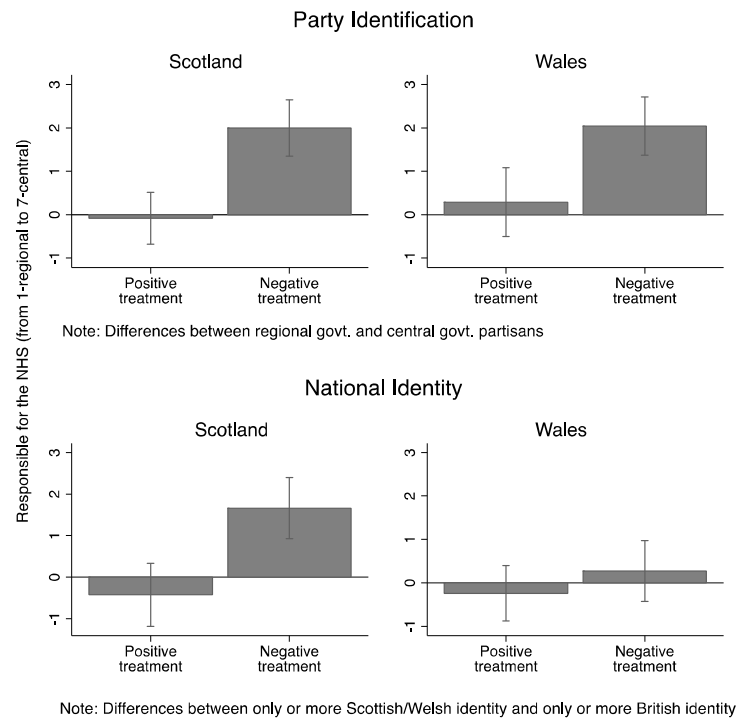 Party Identification
Scotland
Wales
Responsible for the NHS (from 1-regional to 7-central)
3
2
1
0
-1
Positive
treatment
Negative
treatment
3
2
1
0
-1
Positive
treatment
Negative
treatment
Note: Differences between regional govt. and central govt. partisans
National Identity
Scotland
Wales
3
2
1
0
-1
Positive
treatment
Negative
treatment
3
2
1
0
-1
Positive
treatment
Negative
treatment
Note: Differences between only or more Scottish/Welsh identity and only or more British identity